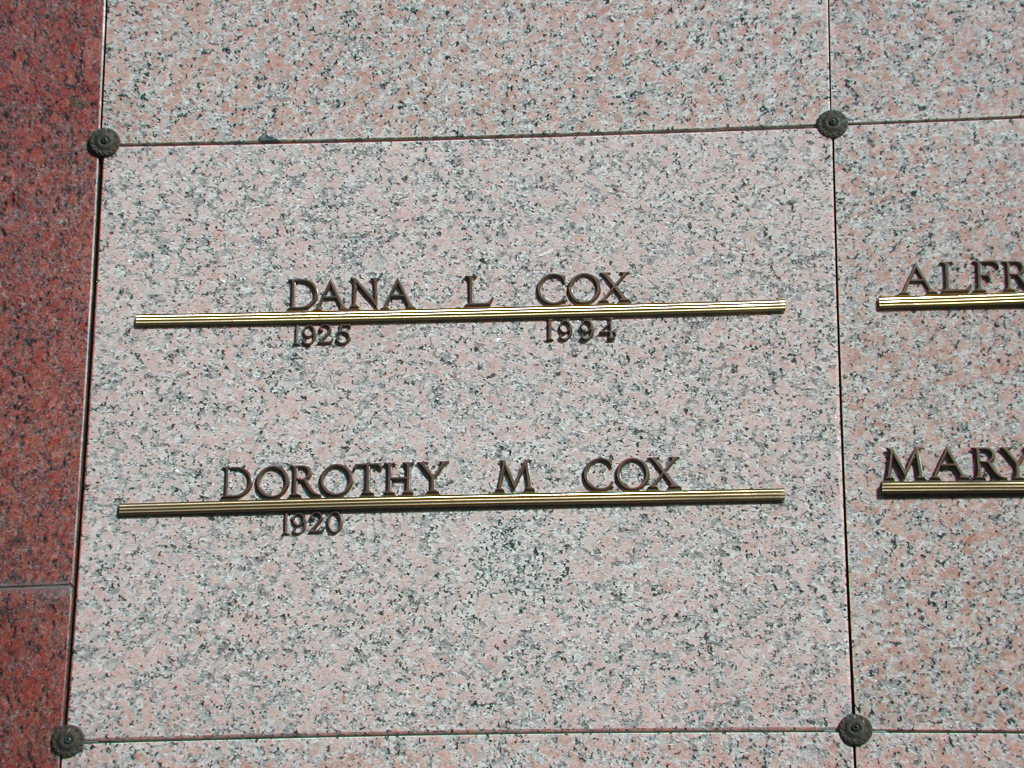 DANA L COX
1925 1994
DOROTHY M COX
1920
ALFR
MARY